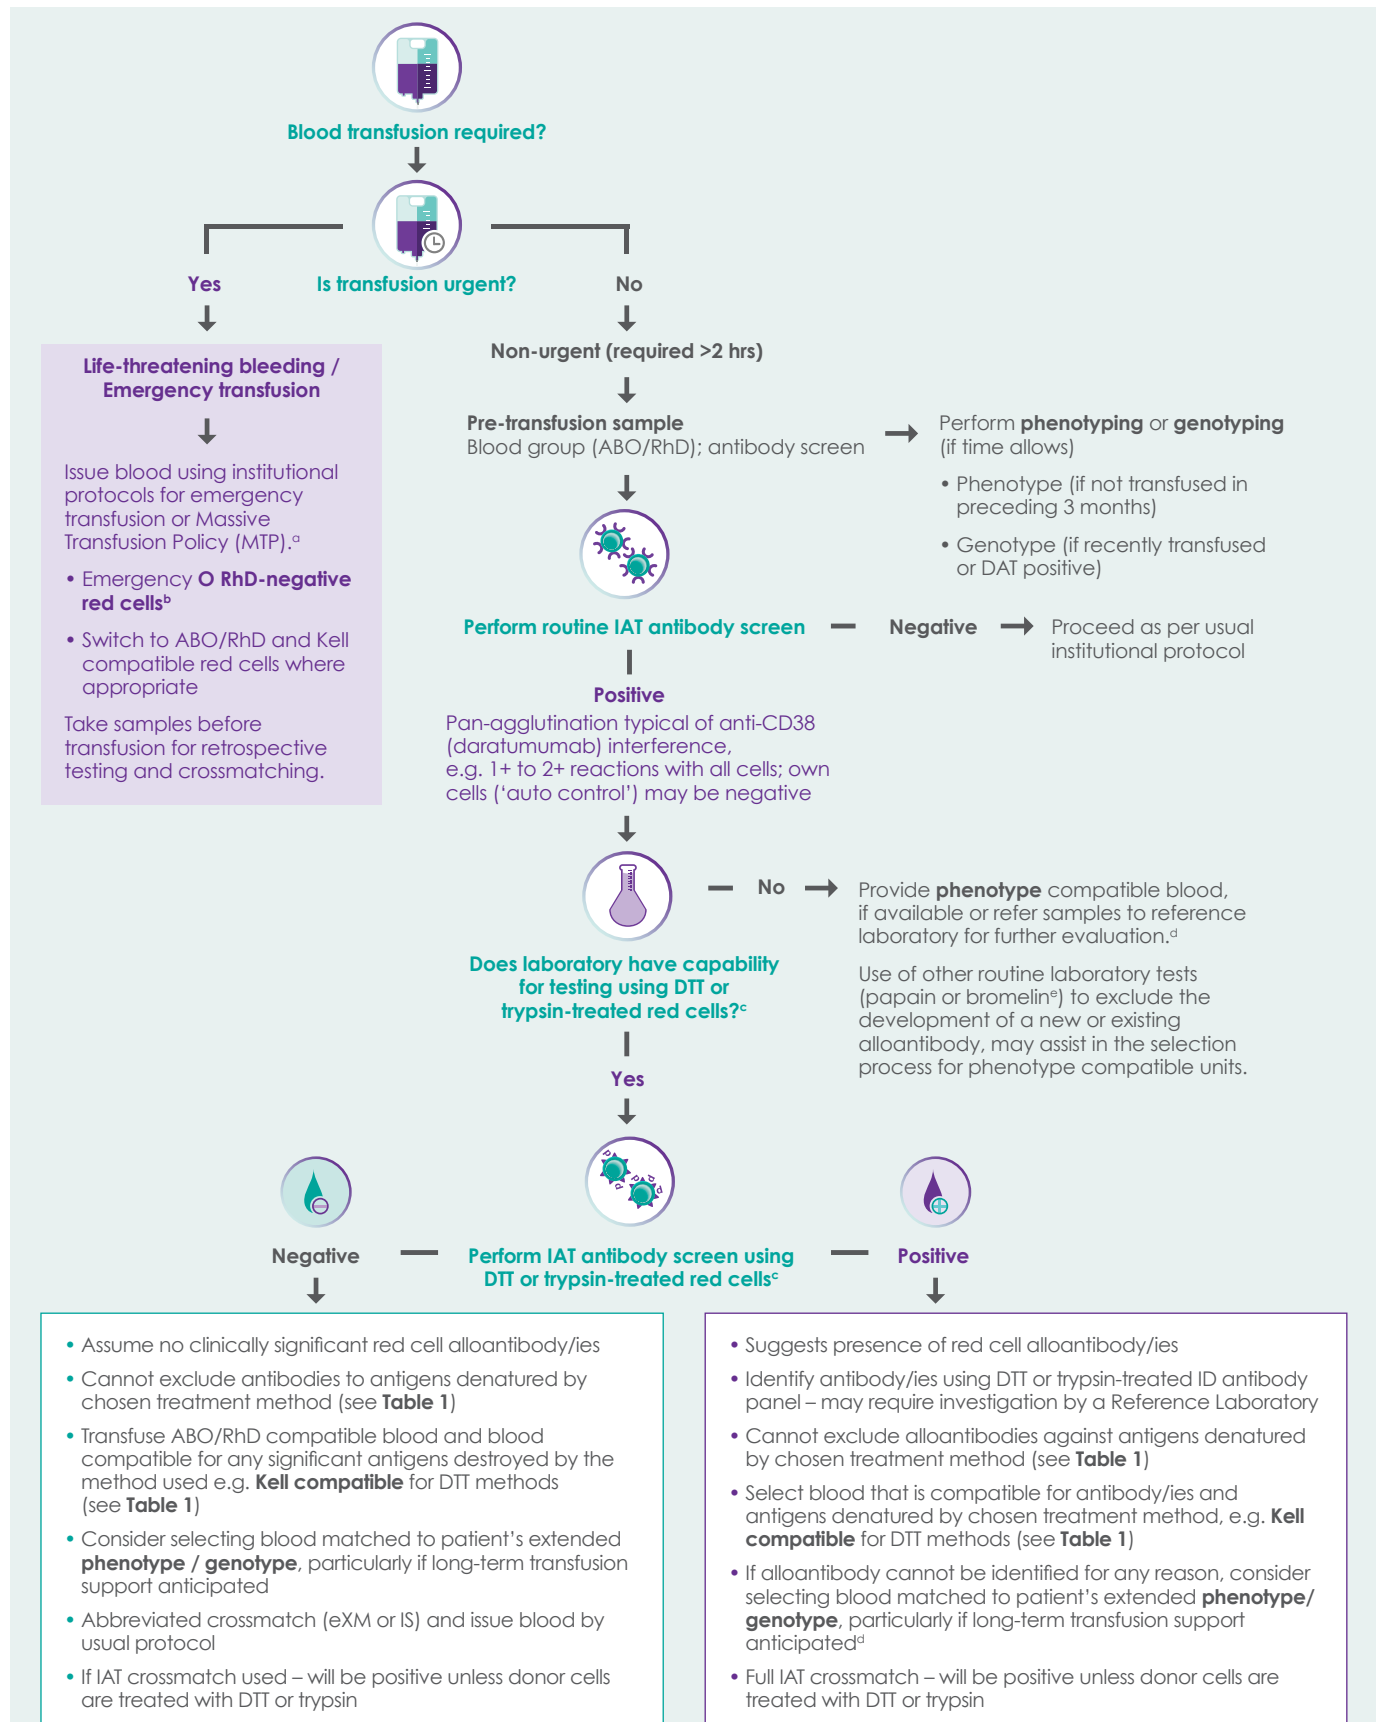 Blood transfusion required?
Is transfusion urgent?
Yes
No
Life-threatening bleeding /
Emergency transfusion
Issue blood using institutional
protocols for emergency
transfusion or Massive
Transfusion Policy (MTP).ᵃ
• Emergency O RhD-negative
red cellsᵇ
• Switch to ABO/RhD and Kell
compatible red cells where
appropriate
Take samples before
transfusion for retrospective
testing and crossmatching.
Non-urgent (required >2 hrs)
Pre-transfusion sample
Blood group (ABO/RhD); antibody screen
Perform phenotyping or genotyping
(if time allows)
• Phenotype (if not transfused in
preceding 3 months)
• Genotype (if recently transfused
or DAT positive)
Perform routine IAT antibody screen
Negative
Proceed as per usual
institutional protocol
Positive
Pan-agglutination typical of anti-CD38
(daratumumab) interference,
e.g. 1+ to 2+ reactions with all cells; own
cells (‘auto control’) may be negative
Does laboratory have capability
for testing using DTT or
trypsin-treated red cells?ᶜ
No
Provide phenotype compatible blood,
if available or refer samples to reference
laboratory for further evaluation.ᵈ
Use of other routine laboratory tests
(papain or bromelinᵉ) to exclude the
development of a new or existing
alloantibody, may assist in the selection
process for phenotype compatible units.
Yes
Perform IAT antibody screen using
DTT or trypsin-treated red cellsᶜ
Negative
• Assume no clinically significant red cell alloantibody/ies
• Cannot exclude antibodies to antigens denatured by
chosen treatment method (see Table 1)
• Transfuse ABO/RhD compatible blood and blood
compatible for any significant antigens destroyed by the
method used e.g. Kell compatible for DTT methods
(see Table 1)
• Consider selecting blood matched to patient’s extended
phenotype / genotype, particularly if long-term transfusion
support anticipated
• Abbreviated crossmatch (eXM or IS) and issue blood by
usual protocol
• If IAT crossmatch used – will be positive unless donor cells
are treated with DTT or trypsin
Positive
• Suggests presence of red cell alloantibody/ies
• Identify antibody/ies using DTT or trypsin-treated ID antibody
panel – may require investigation by a Reference Laboratory
• Cannot exclude alloantibodies against antigens denatured
by chosen treatment method (see Table 1)
• Select blood that is compatible for antibody/ies and
antigens denatured by chosen treatment method, e.g. Kell
compatible for DTT methods (see Table 1)
• If alloantibody cannot be identified for any reason, consider
selecting blood matched to patient’s extended phenotype/
genotype, particularly if long-term transfusion support
anticipatedᵈ
• Full IAT crossmatch – will be positive unless donor cells are
treated with DTT or trypsin